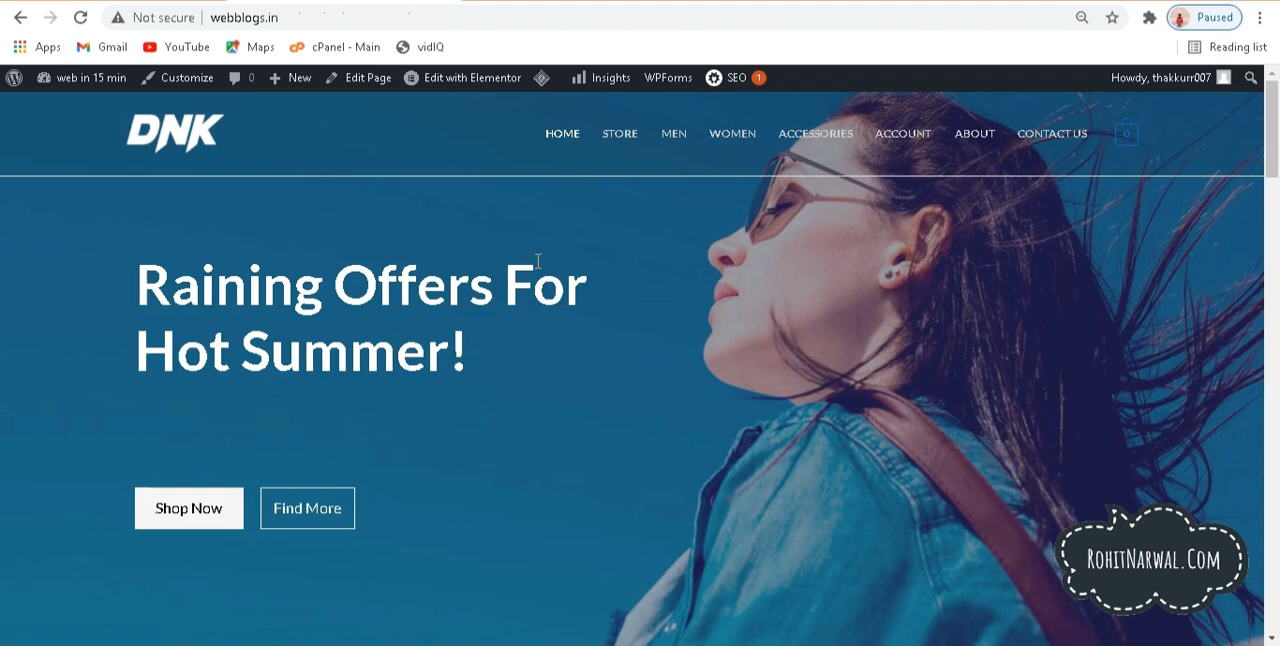 Not secure webblogs.in Paused
Apps Gmail YouTube Maps cPanel - Main vidIQ Reading list
web in 15 min Customize 0 New Edit Page Edit with Elementor Insights WPForms SEO 1 Howdy, thakkurr007
DNK HOME STORE MEN WOMEN ACCESSORIES ACCOUNT ABOUT CONTACT US 0
Raining Offers For
Hot Summer!
Shop Now Find More
ROHITNARWAL.COM